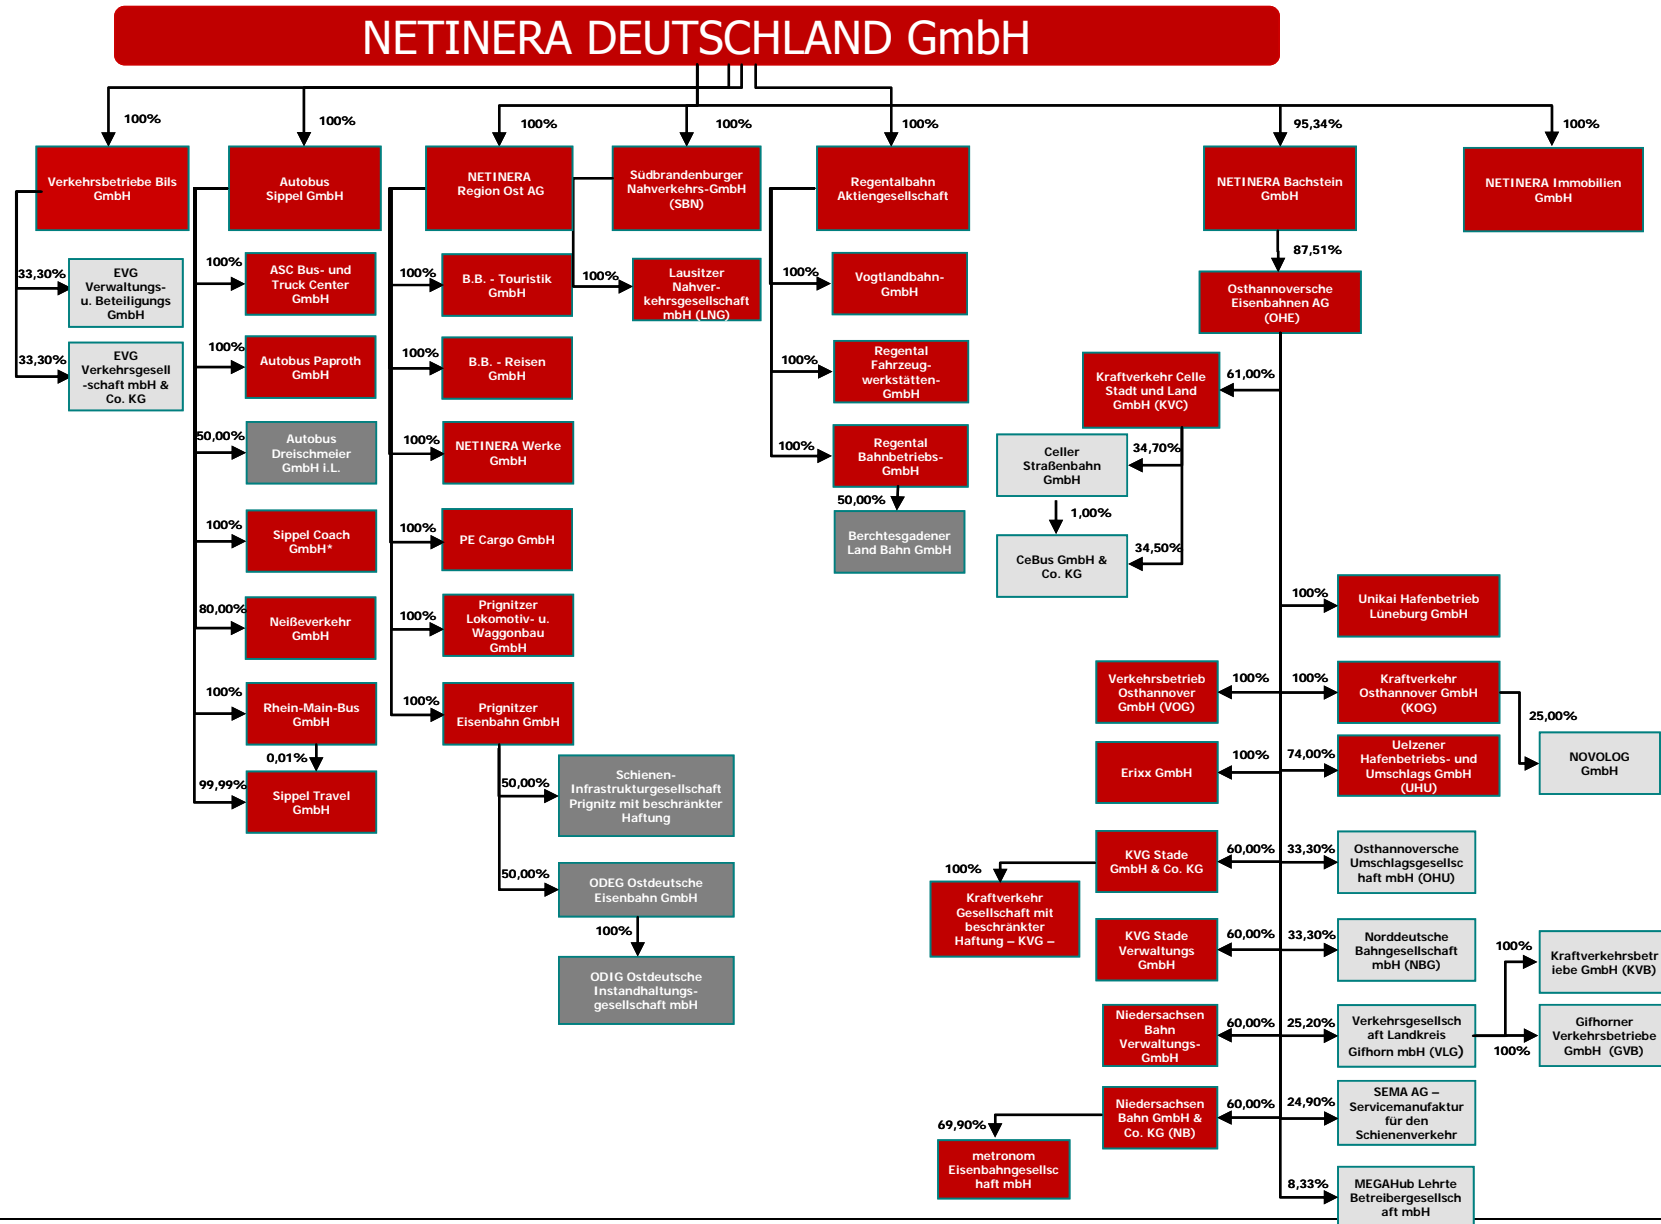 NETINERA DEUTSCHLAND GmbH
100%
100%
100%
100%
100%
95,34%
100%
Verkehrsbetriebe Bils
GmbH
Autobus
Sippel GmbH
NETINERA
Region Ost AG
Südbrandenburger
Nahverkehrs-GmbH
(SBN)
Regentalbahn
Aktiengesellschaft
NETINERA Bachstein
GmbH
NETINERA Immobilien
GmbH
33,30%
EVG
Verwaltungs-
u. Beteiligungs
GmbH
33,30%
EVG
Verkehrsgesell
-schaft mbH &
Co. KG
100%
ASC Bus- und
Truck Center
GmbH
100%
Autobus Paproth
GmbH
50,00%
Autobus
Dreischmeier
GmbH i.L.
100%
Sippel Coach
GmbH*
80,00%
Neißeverkehr
GmbH
100%
Rhein-Main-Bus
GmbH
0,01%
99,99%
Sippel Travel
GmbH
100%
B.B. - Touristik
GmbH
100%
B.B. - Reisen
GmbH
100%
NETINERA Werke
GmbH
100%
PE Cargo GmbH
100%
Prignitzer
Lokomotiv- u.
Waggonbau
GmbH
100%
Prignitzer
Eisenbahn GmbH
50,00%
Schienen-
Infrastrukturgesellschaft
Prignitz mit beschränkter
Haftung
50,00%
ODEG Ostdeutsche
Eisenbahn GmbH
100%
ODIG Ostdeutsche
Instandhaltungs-
gesellschaft mbH
100%
Lausitzer
Nahver-
kehrsgesellschaft
mbH (LNG)
100%
Vogtlandbahn-
GmbH
100%
Regental
Fahrzeug-
werkstätten-
GmbH
100%
Regental
Bahnbetriebs-
GmbH
50,00%
Berchtesgadener
Land Bahn GmbH
87,51%
Osthannoversche
Eisenbahnen AG
(OHE)
61,00%
Kraftverkehr Celle
Stadt und Land
GmbH (KVC)
34,70%
Celler
Straßenbahn
GmbH
1,00%
34,50%
CeBus GmbH &
Co. KG
100%
Unikai Hafenbetrieb
Lüneburg GmbH
Verkehrsbetrieb
Osthannover
GmbH (VOG)
100%
100%
Kraftverkehr
Osthannover GmbH
(KOG)
25,00%
NOVOLOG
GmbH
Erixx GmbH
100%
74,00%
Uelzener
Hafenbetriebs- und
Umschlags GmbH
(UHU)
KVG Stade
GmbH & Co. KG
60,00%
33,30%
Osthannoversche
Umschlagsgesellsc
haft mbH (OHU)
100%
Kraftverkehr
Gesellschaft mit
beschränkter
Haftung – KVG –
KVG Stade
Verwaltungs
GmbH
60,00%
33,30%
Norddeutsche
Bahngesellschaft
mbH (NBG)
100%
Kraftverkehrsbetr
iebe GmbH (KVB)
Niedersachsen
Bahn
Verwaltungs-
GmbH
60,00%
25,20%
Verkehrsgesellsch
aft Landkreis
Gifhorn mbH (VLG)
100%
Gifhorner
Verkehrsbetriebe
GmbH (GVB)
Niedersachsen
Bahn GmbH &
Co. KG (NB)
60,00%
24,90%
SEMA AG –
Servicemanufaktur
für den
Schienenverkehr
69,90%
metronom
Eisenbahngesellsc
haft mbH
8,33%
MEGAHub Lehrte
Betreibergesellsch
aft mbH